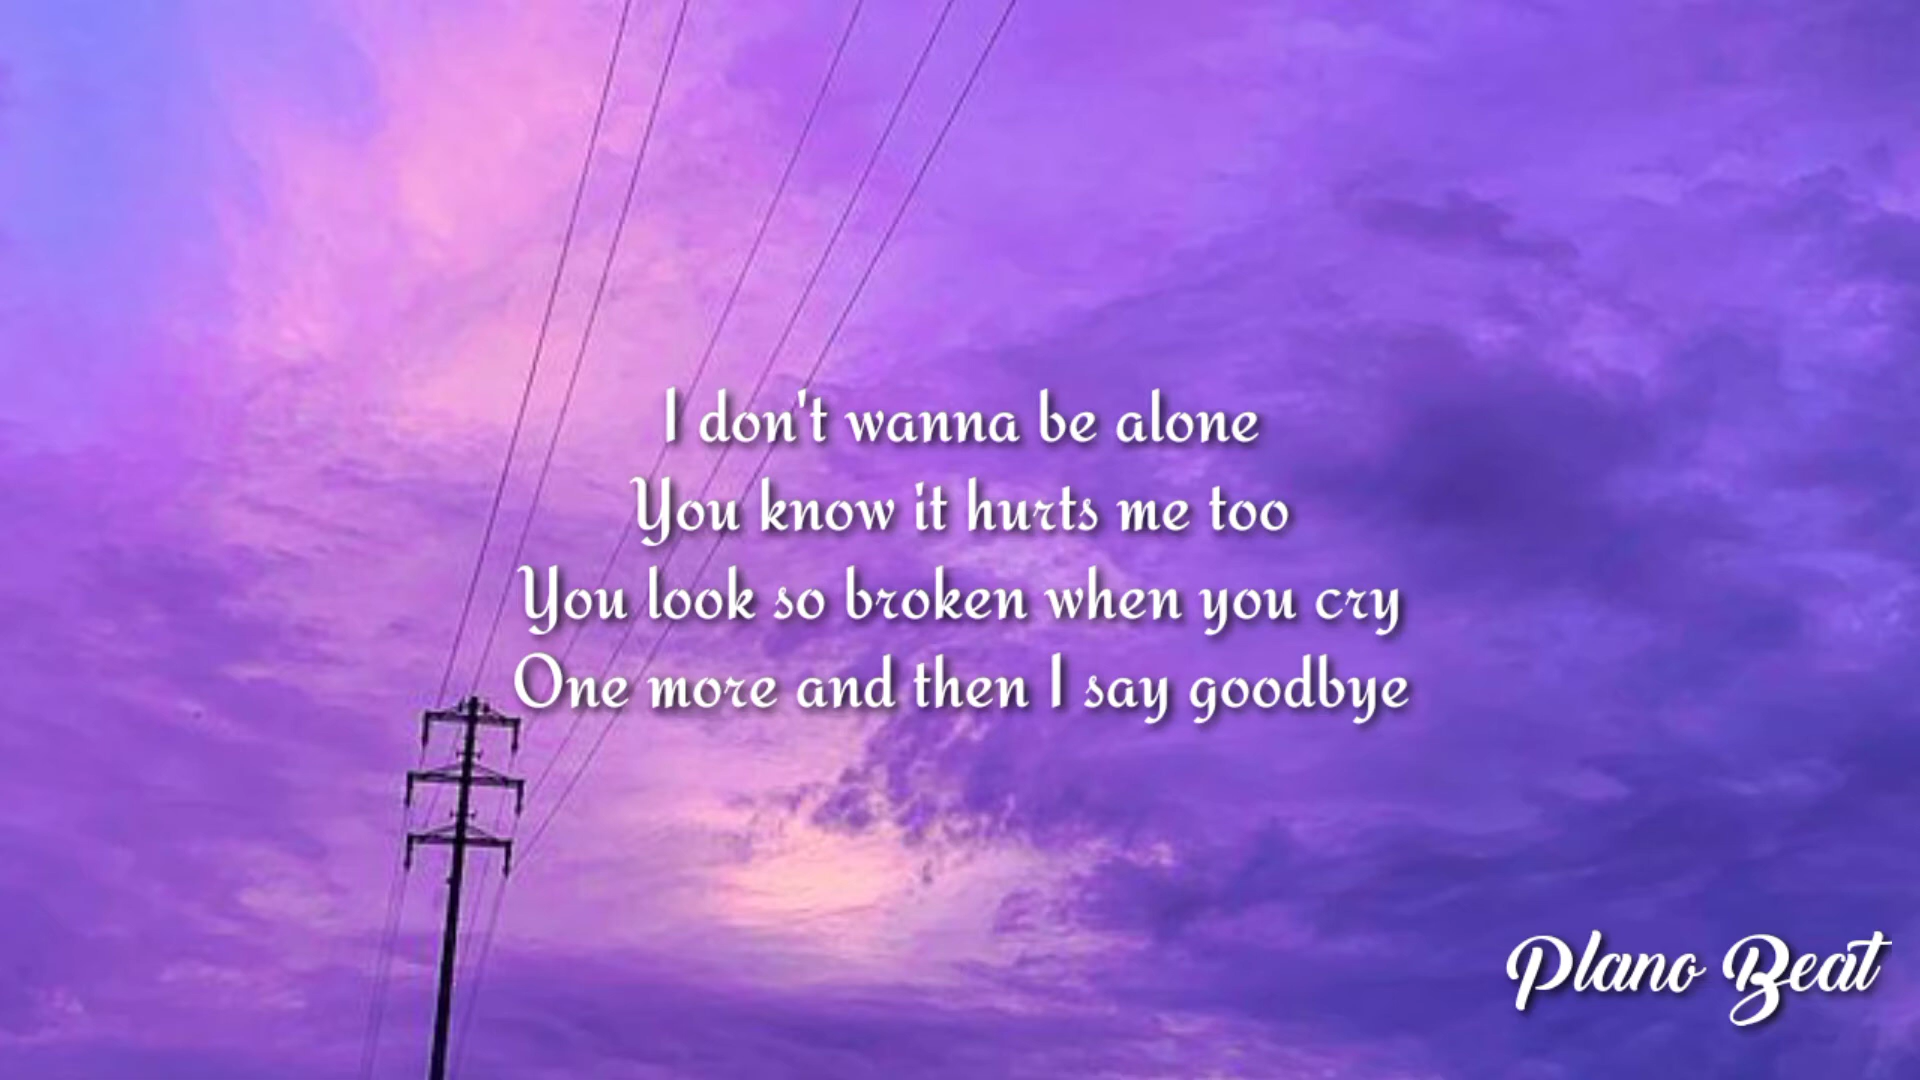 I don't wanna be alone
You know it hurts me too
You look so broken when you cry
One more and then I say goodbye
Plano Beat